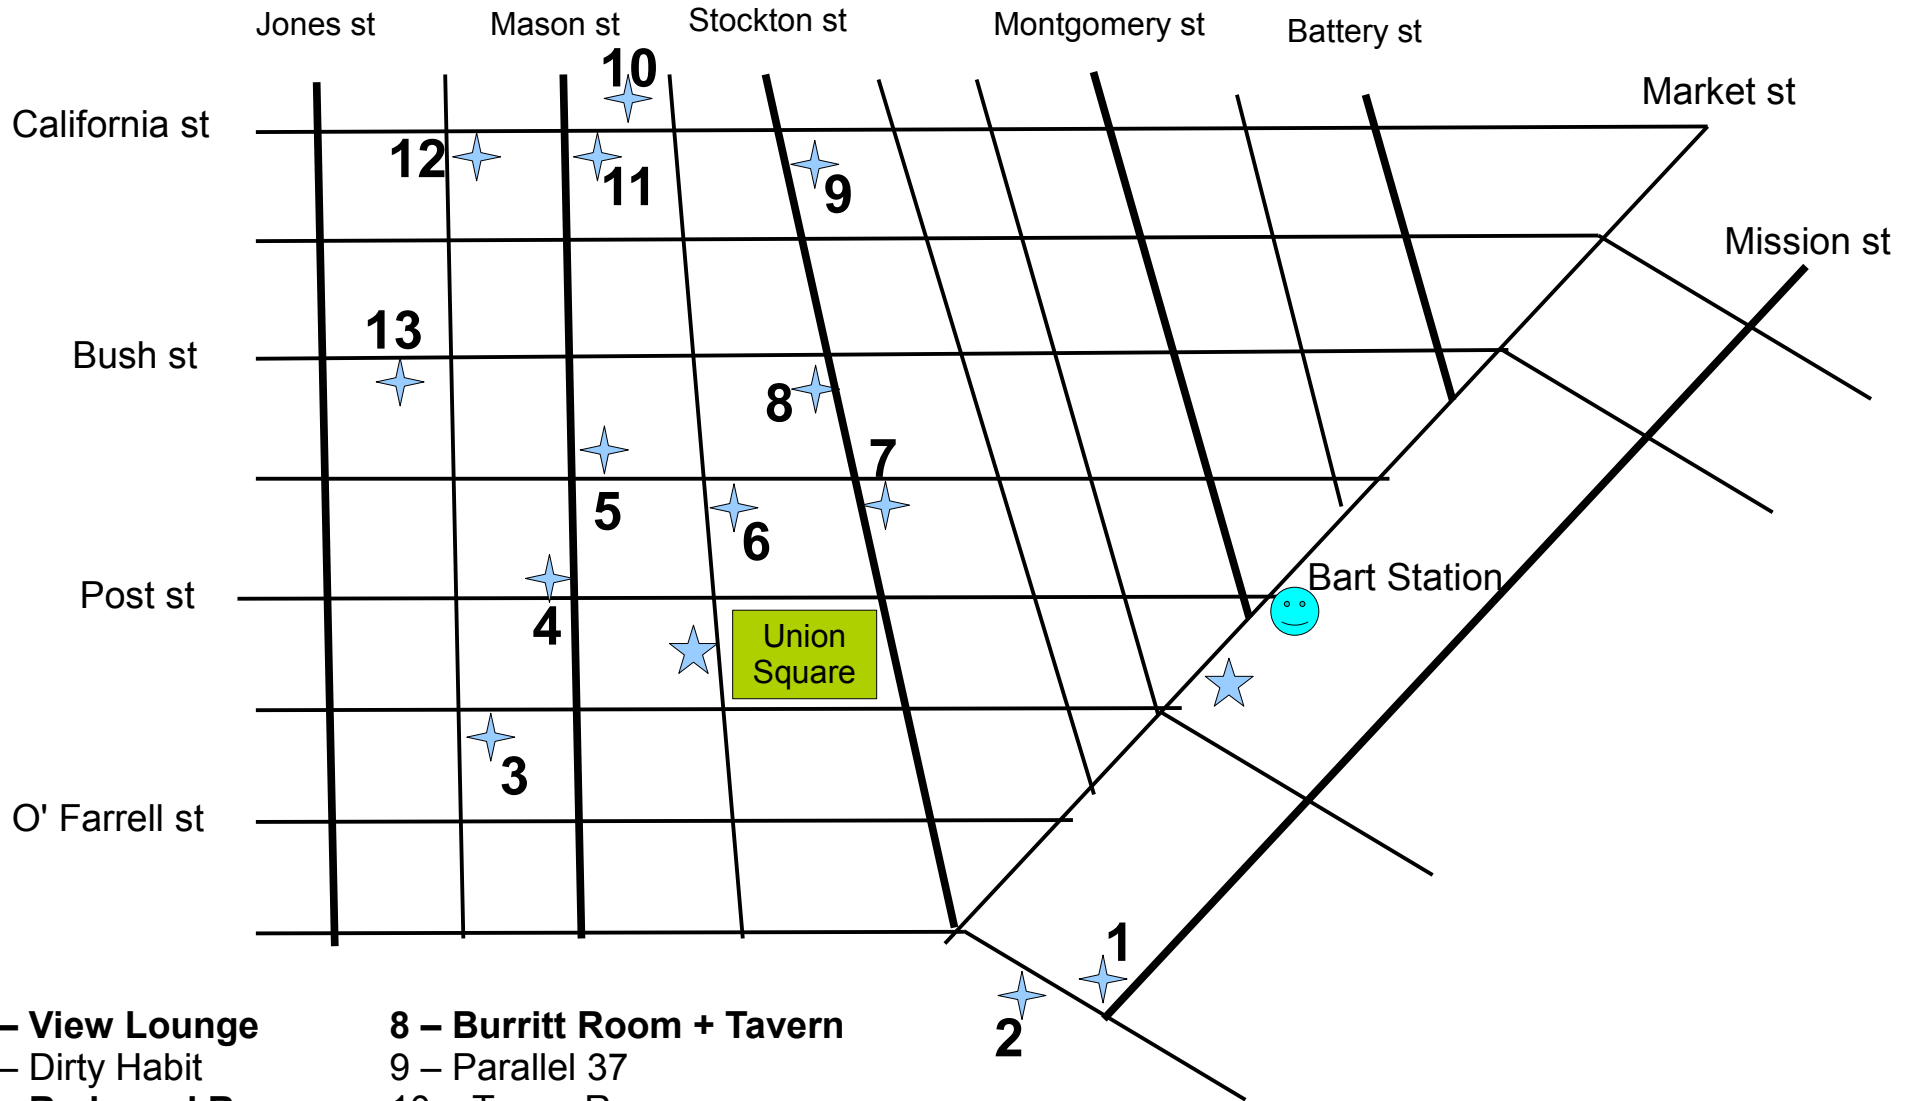 Jones st
Mason st
Stockton st
Montgomery st
Battery st
10
Market st
California st
12
11
9
Mission st
13
Bush st
8
7
5
6
Bart Station
Post st
4
Union
Square
3
O' Farrell st
1
2
– View Lounge
– Dirty Habit
8 – Burritt Room + Tavern
9 – Parallel 37